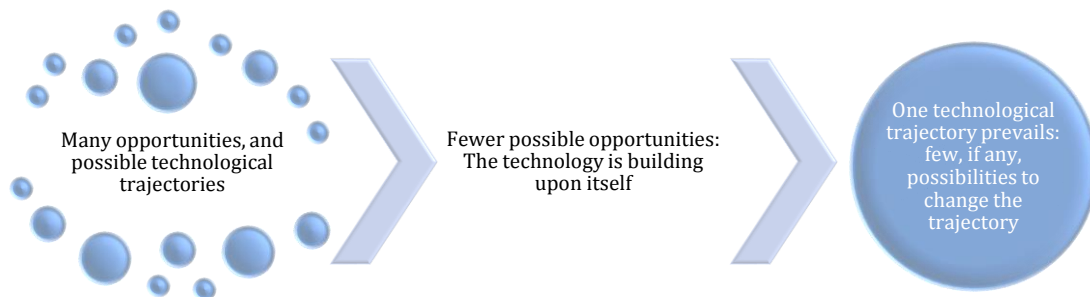 Many opportunities, and
possible technological
trajectories
Fewer possible opportunities:
The technology is building
upon itself
One technological
trajectory prevails:
few, if any,
possibilities to
change the
trajectory